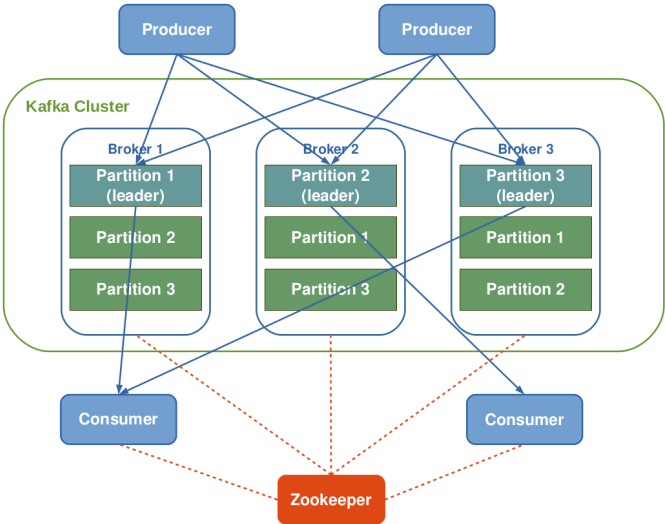 Producer
Producer
Kafka Cluster
Broker 1
Broker 2
Broker 3
Partition 1
(leader)
Partition 2
(leader)
Partition 3
(leader)
Partition 2
Partition 1
Partition 1
Partition 3
Partition 3
Partition 2
Consumer
Consumer
Zookeeper